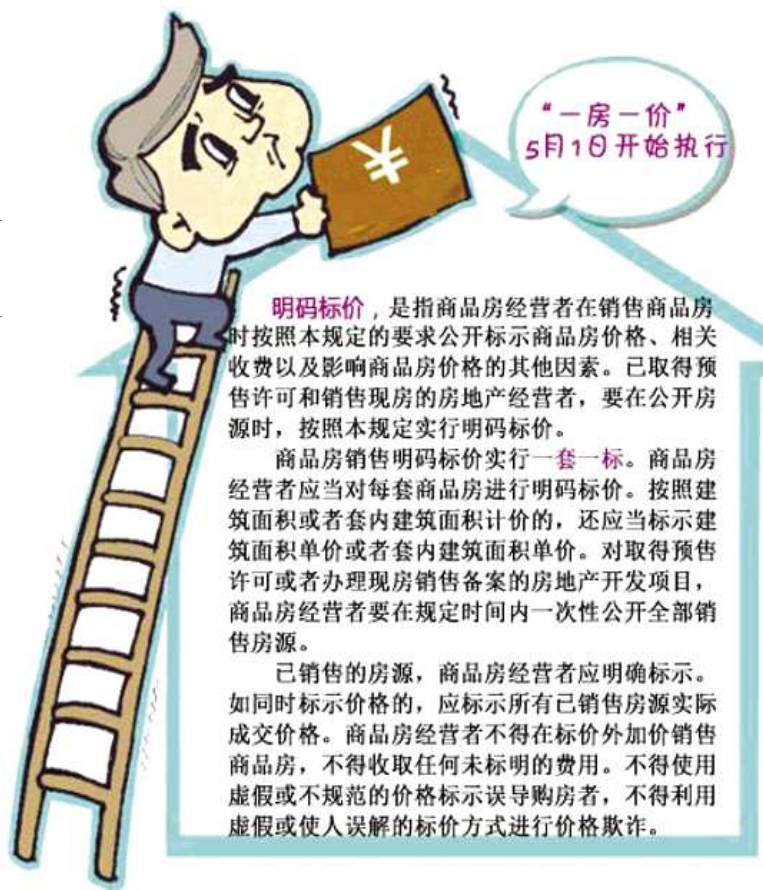 “一房一价”
5月1日开始执行
明码标价，是指商品房经营者在销售商品房
时按照本规定的要求公开标示商品房价格、相关
收费以及影响商品房价格的其他因素。已取得预
售许可和销售现房的房地产经营者，要在公开房
源时，按照本规定实行明码标价。
商品房销售明码标价实行一套一标。商品房
经营者应当对每套商品房进行明码标价。按照建
筑面积或者套内建筑面积计价的，还应当标示建
筑面积单价或者套内建筑面积单价。对取得预售
许可或者办理现房销售备案的房地产开发项目，
商品房经营者要在规定时间内一次性公开全部销
售房源。
已销售的房源，商品房经营者应明确标示。
如同时标示价格的，应标示所有已销售房源实际
成交价格。商品房经营者不得在标价外加价销售
商品房，不得收取任何未标明的费用。不得使用
虚假或不规范的价格标示误导购房者，不得利用
虚假或使人误解的标价方式进行价格欺诈。
¥